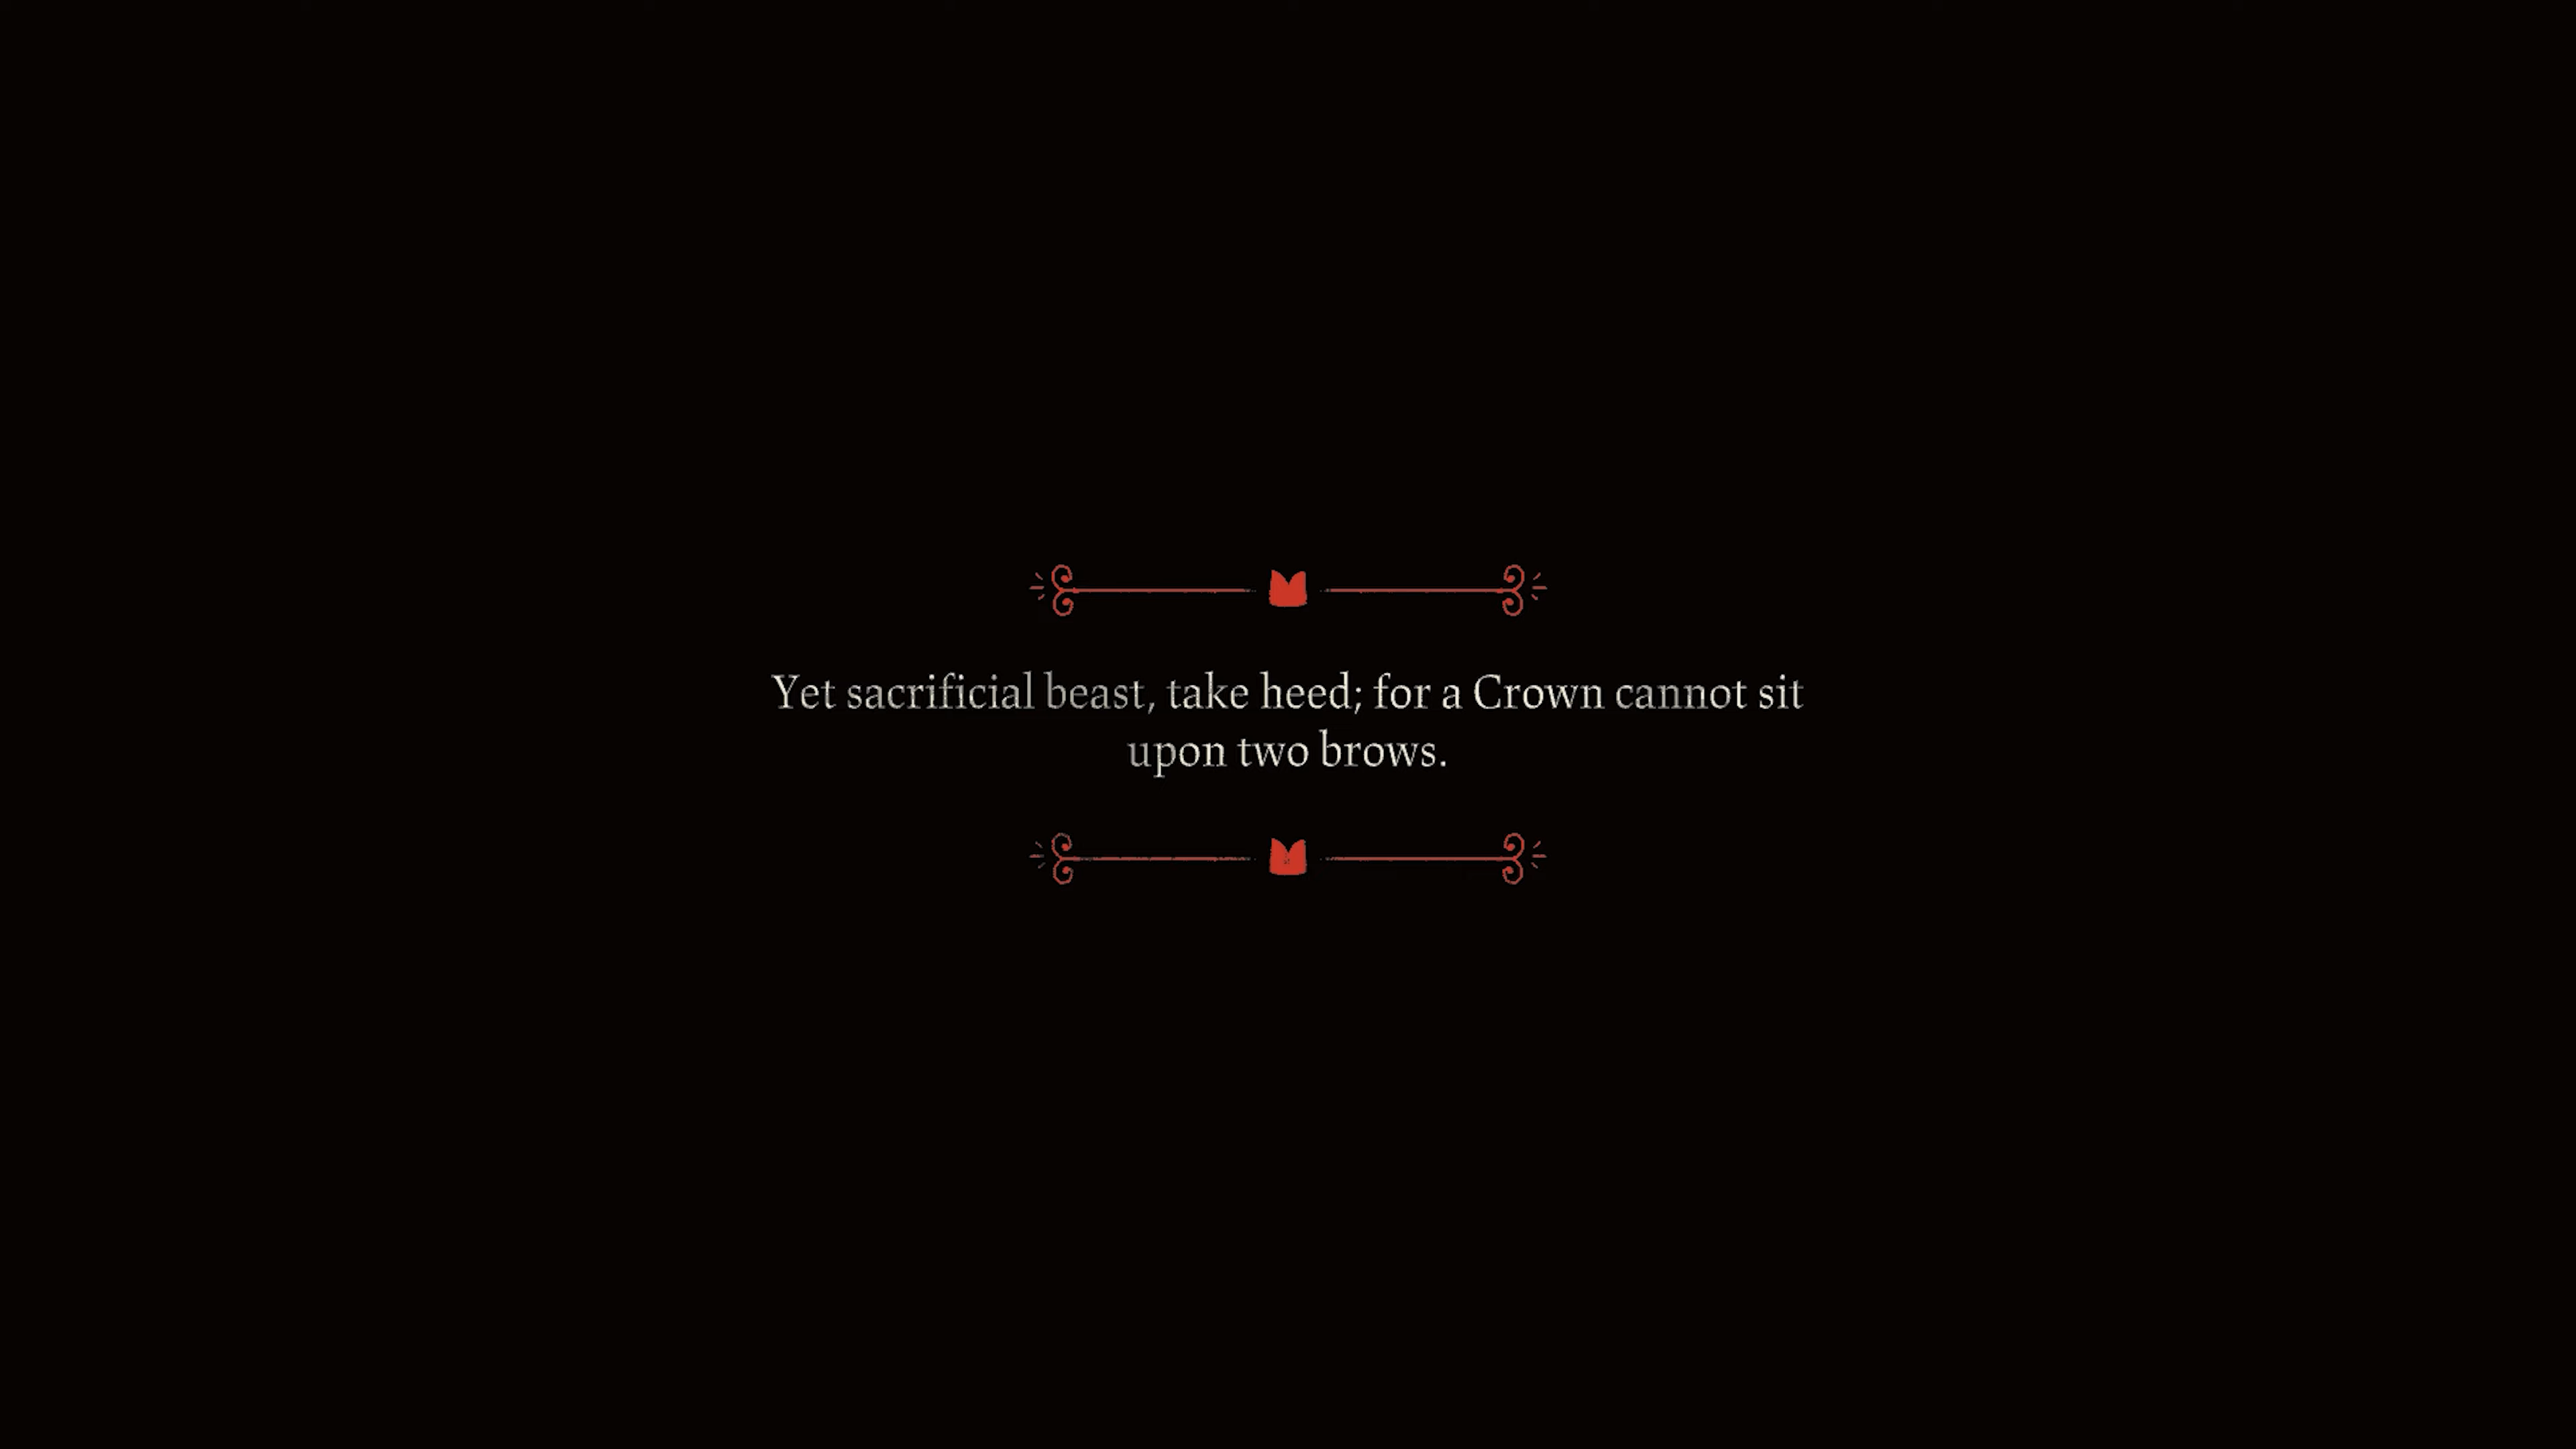 Yet sacrificial beast, take heed; for a Crown cannot sit
upon two brows.